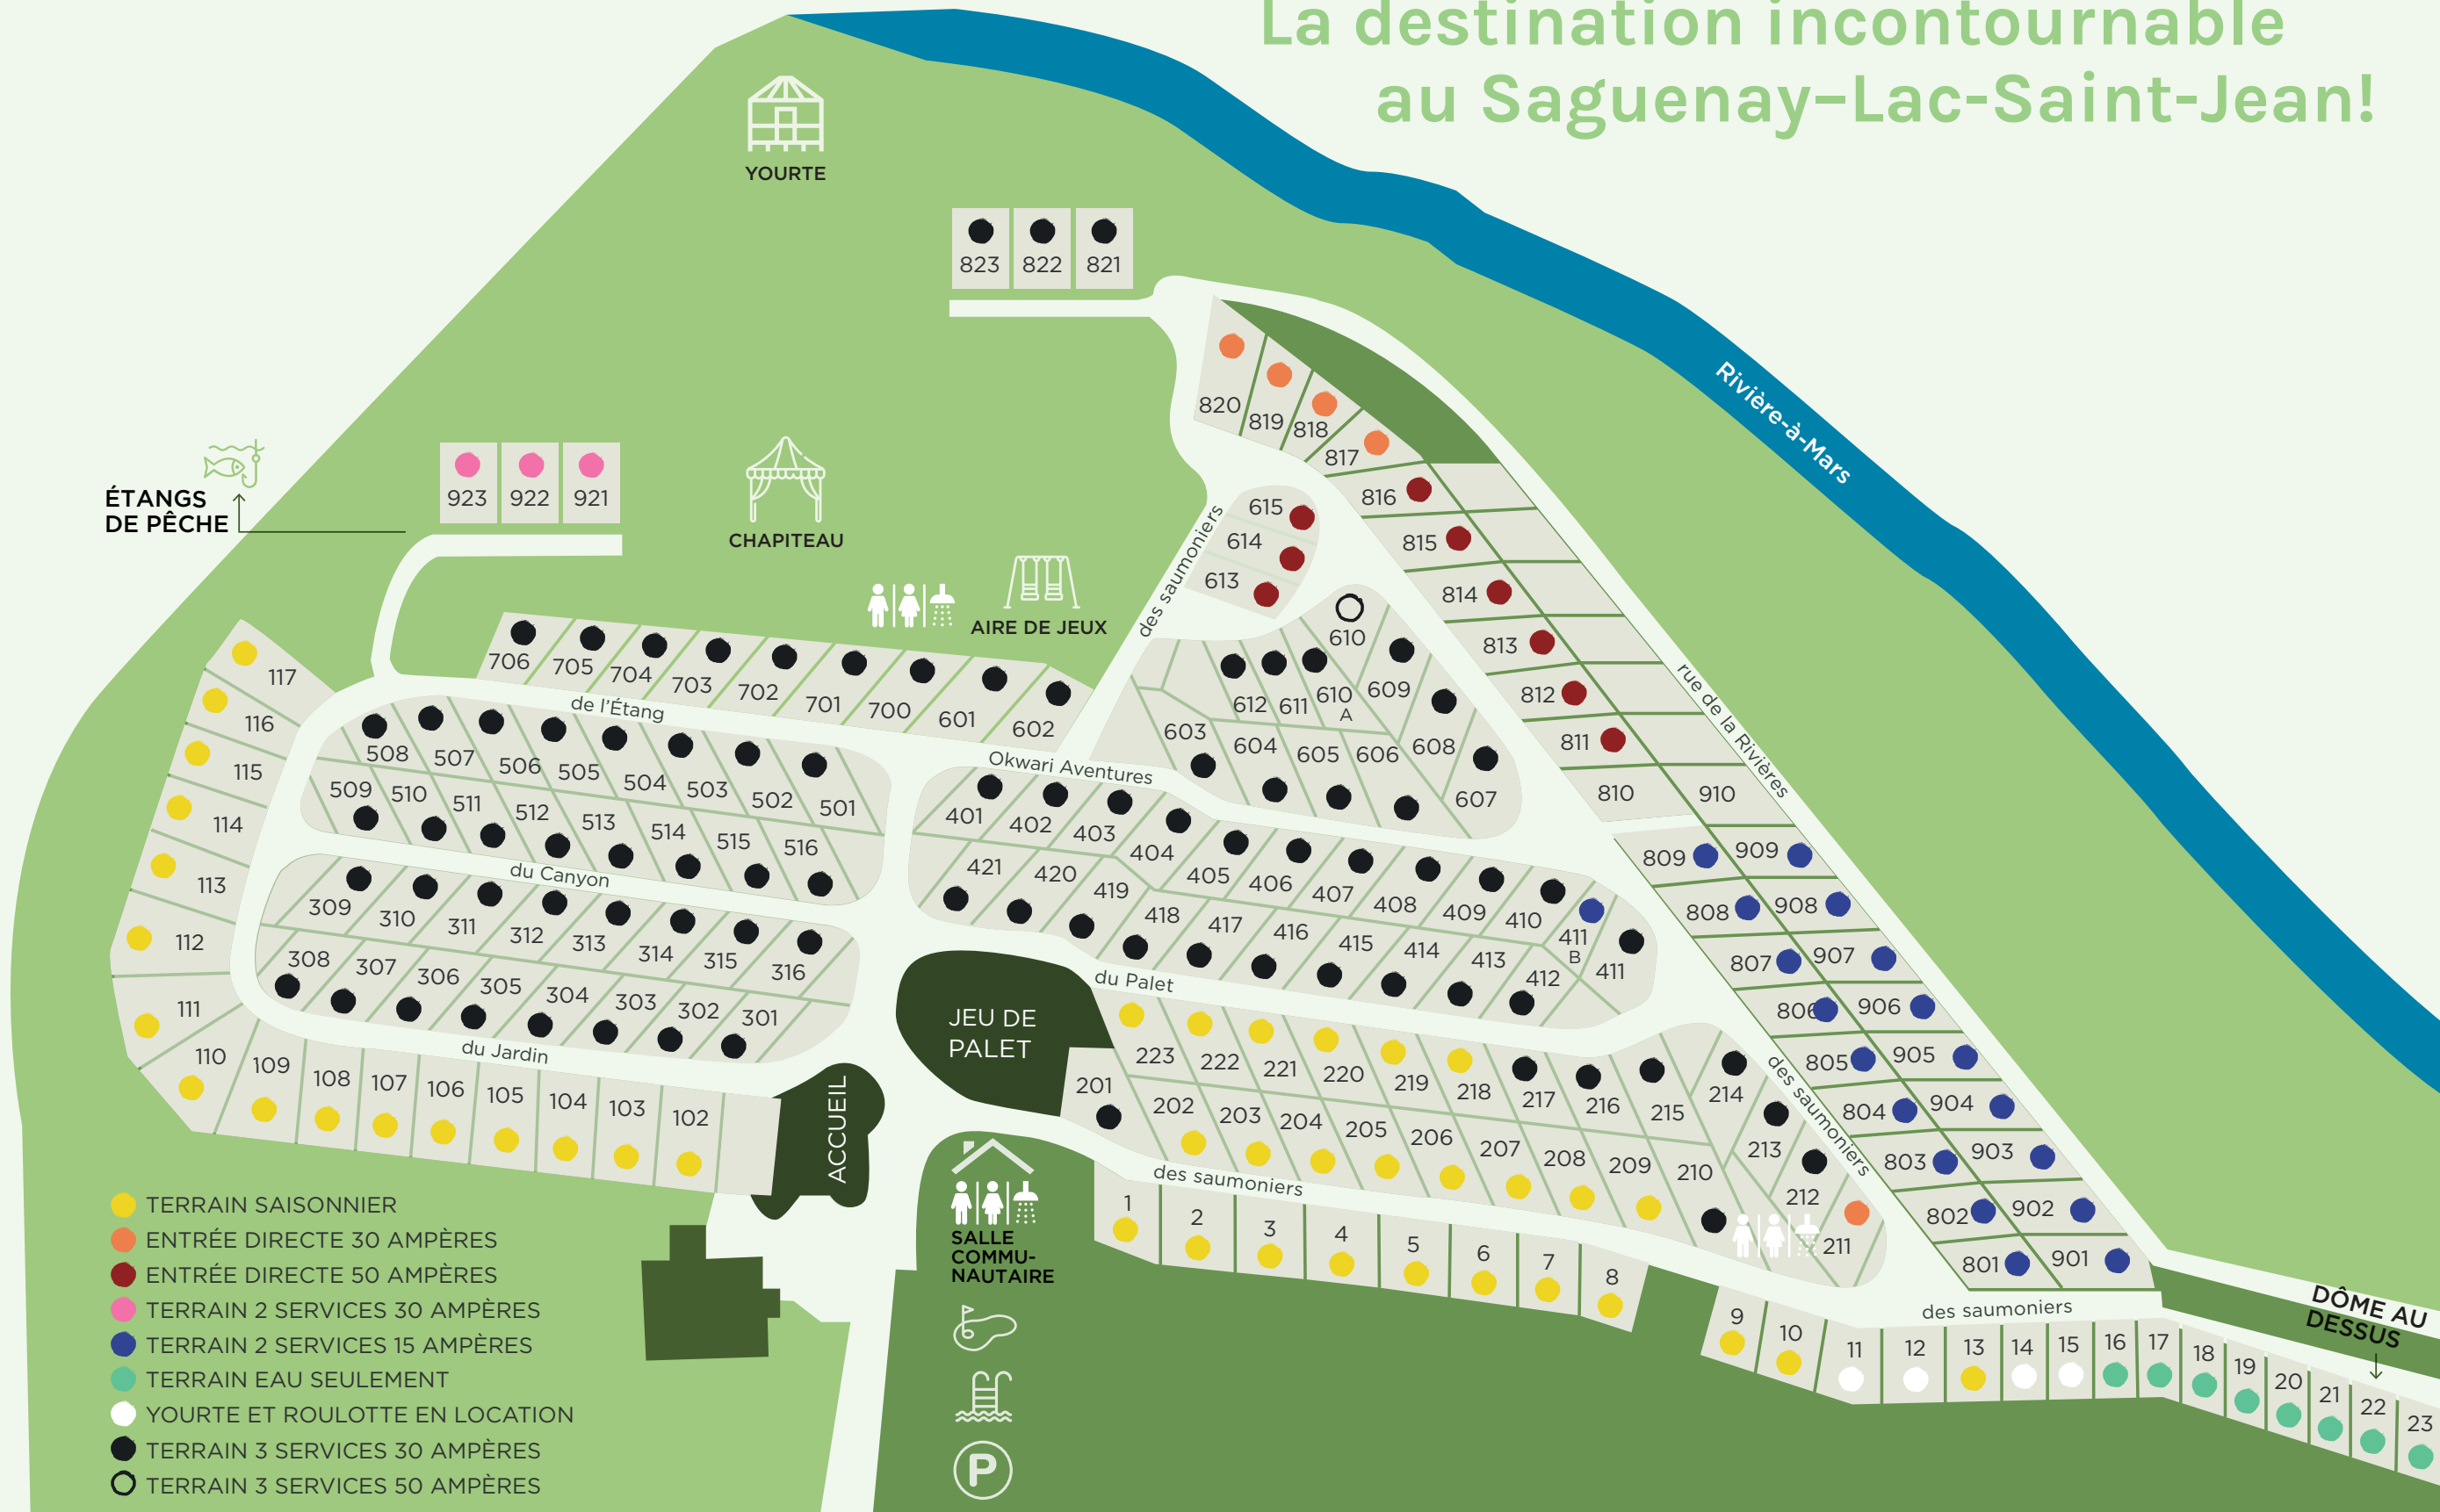 La destination incontournable
au Saguenay–Lac-Saint-Jean!
YOURTE
823 822 821
Rivière-à-Mars
820 819 818 817
816
815
814
813
812
811
810 910
rue de la Rivières
ÉTANGS
DE PÊCHE
923 922 921
CHAPITEAU
AIRE DE JEUX
des saumoniers
615
614
613
610
612 611 610 A 609
603 604 605 606 608
607
706 705 704 703 702 701 700 601 602
de l'Étang
Okwari Aventures
117
116
115
114
113
112
111
110
508 507 506 505 504 503 502 501
509 510 511 512 513 514 515 516
du Canyon
309 310 311 312 313 314 315 316
308 307 306 305 304 303 302 301
du Jardin
109 108 107 106 105 104 103 102
401 402 403 404 405 406 407 408 409 410 411 B 411
421 420 419 418 417 416 415 414 413 412
du Palet
JEU DE
PALET
ACCUEIL
223 222 221 220 219 218 217 216 215 214
201 202 203 204 205 206 207 208 209 210
213
212
211
des saumoniers
des saumoniers
809 909
808 908
807 907
806 906
805 905
804 904
803 903
802 902
801 901
1 2 3 4 5 6 7 8
SALLE
COMMU-
NAUTAIRE
P
des saumoniers
DÔME AU
DESSUS
9 10 11 12 13 14 15 16 17 18 19 20 21 22 23
TERRAIN SAISONNIER
ENTRÉE DIRECTE 30 AMPÈRES
ENTRÉE DIRECTE 50 AMPÈRES
TERRAIN 2 SERVICES 30 AMPÈRES
TERRAIN 2 SERVICES 15 AMPÈRES
TERRAIN EAU SEULEMENT
YOURTE ET ROULOTTE EN LOCATION
TERRAIN 3 SERVICES 30 AMPÈRES
TERRAIN 3 SERVICES 50 AMPÈRES